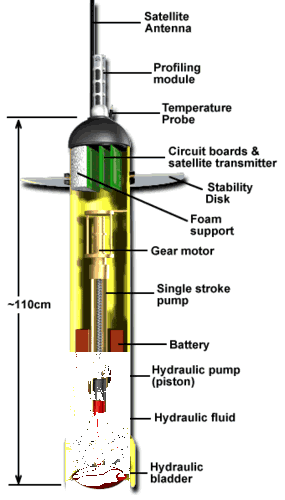 Satellite
Antenna
Profiling
module
Temperature
Probe
Circuit boards &
satellite transmitter
Stability
Disk
Foam
support
Gear motor
~110cm
Single stroke
pump
Battery
Hydraulic pump
(piston)
Hydraulic fluid
Hydraulic
bladder